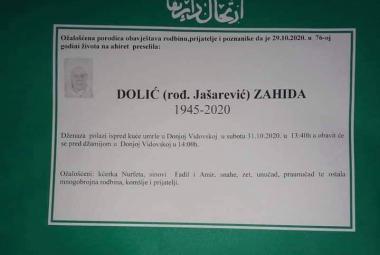 Ožalošćena porodica obavještava rodbinu,prijatelje i poznanike da je 29.10.2020. u 76-oj
godini života na ahiret preselila:
DOLIĆ (rođ. Jašarević) ZAHIDA
1945-2020
Dženaza polazi ispred kuće umrle u Donjoj Vidovskoj u subotu 31.10.2020. u 13:40h a obavit će
se pred džamijom u Donjoj Vidovskoj u 14:00h.
Ožalošćeni: kćerka Nurfeta, sinovi Fadil i Amir, snahe, zet, unučad, praunučad te ostala
mnogobrojna rodbina, komšije i prijatelji.